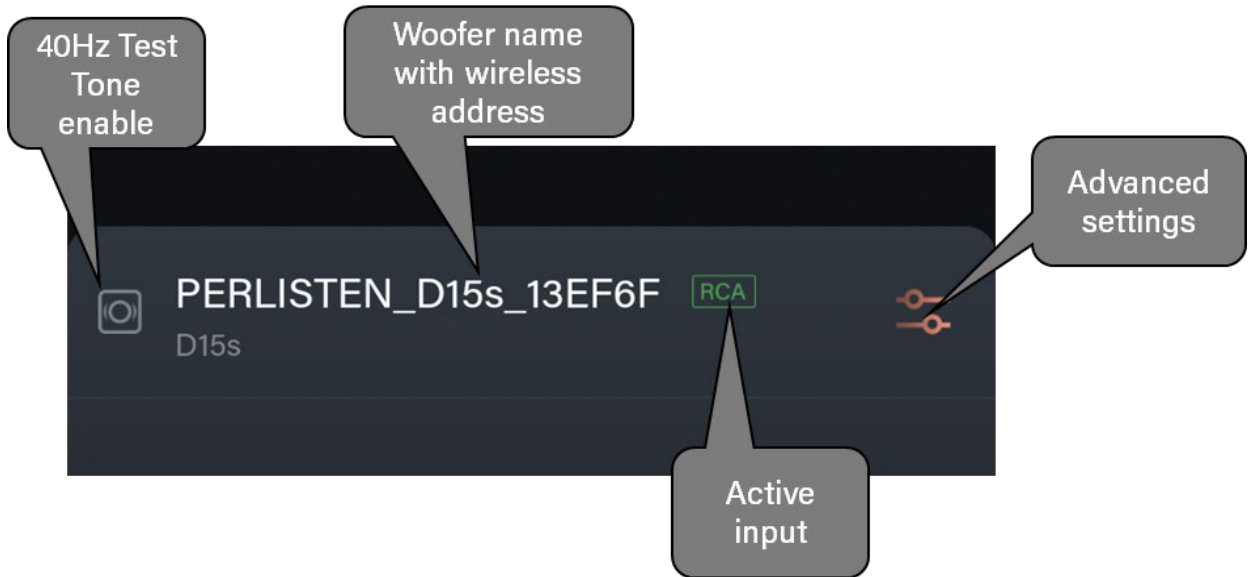 40Hz Test
Tone
enable
Woofer name
with wireless
address
Advanced
settings
PERLISTEN_D15s_13EF6F RCA
D15s
Active
input